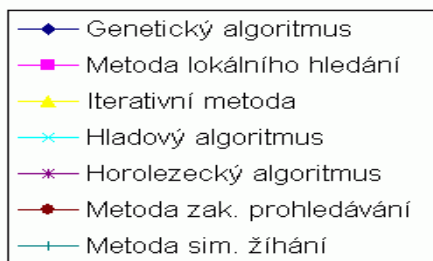 Genetický algoritmus
Metoda lokálního hledání
Iterativní metoda
Hladový algoritmus
Horolezecký algoritmus
Metoda zak. prohledávání
Metoda sim. žíhání